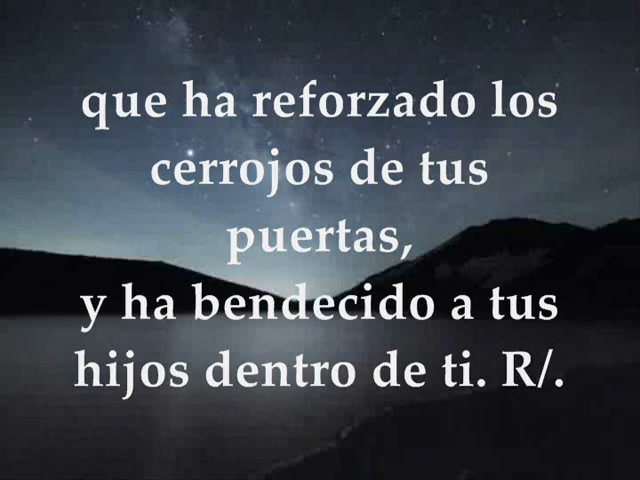 que ha reforzado los
cerrojos de tus
puertas,
y ha bendecido a tus
hijos dentro de ti. R/.